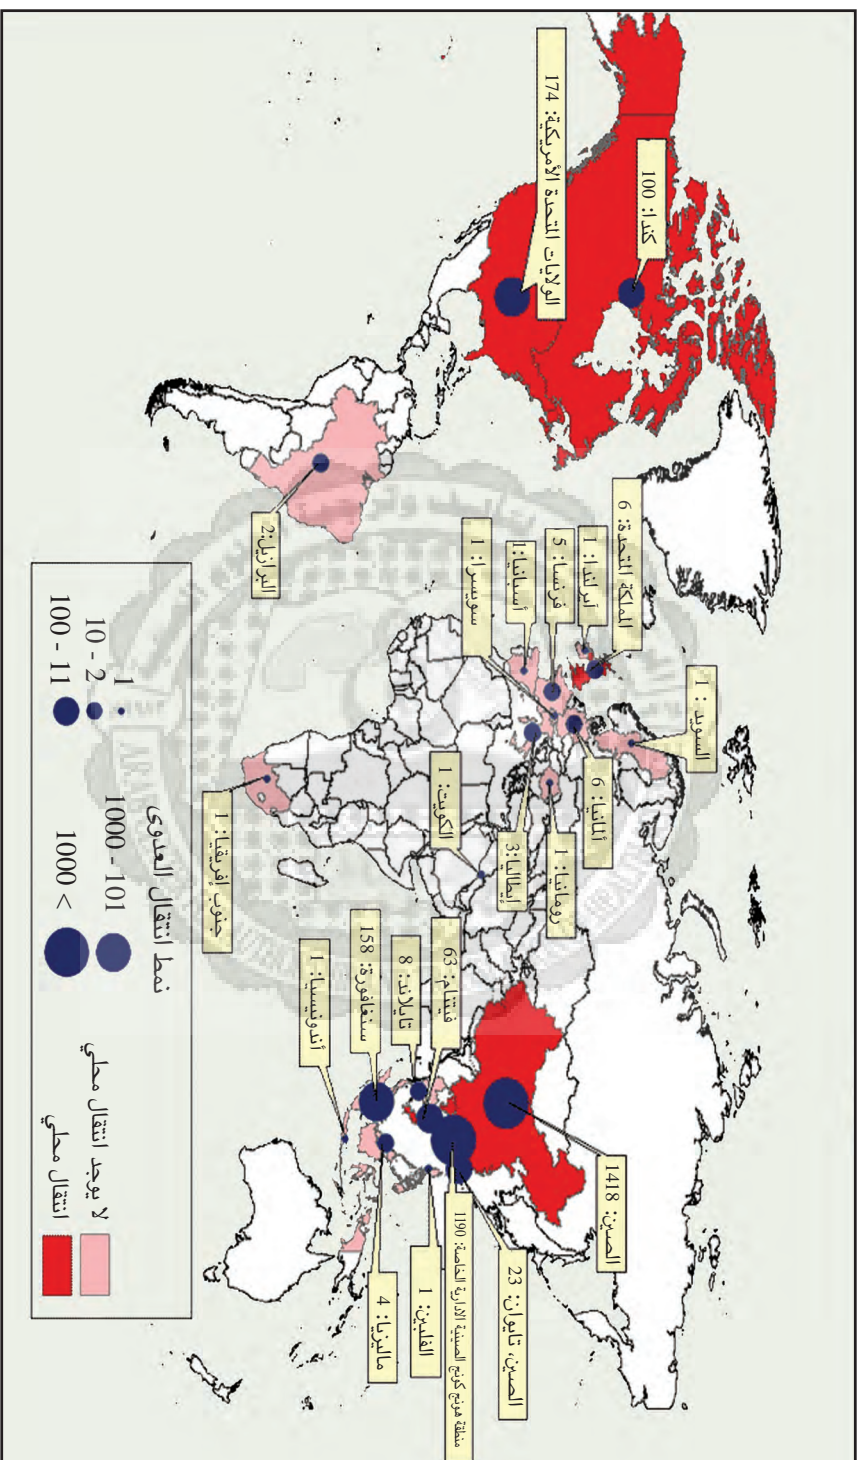 كندا: 100
الولايات المتحدة الأمريكية: 174
البرازيل:2
المملكة المتحدة: 6
أيرلندا: 1
فرنسا: 5
أسبانيا:1
سويسرا: 1
السويد : 1
ألمانيا: 6
رومانيا: 1
إيطاليا:3
الكويت: 1
جنوب إفريقيا: 1
الصين: 1418
الصين، تايوان: 23
منطقة هونج كونج الصينية الادارية الخاصة: 1190
فيتنام: 63
تايلاند: 8
سنغافورة: 158
أندونيسيا: 1
الفلبين: 1
ماليزيا: 4
نمط انتقال العدوى
1
10 - 2
100 - 11
1000 - 101
1000 <
لا يوجد انتقال محلي
انتقال محلي